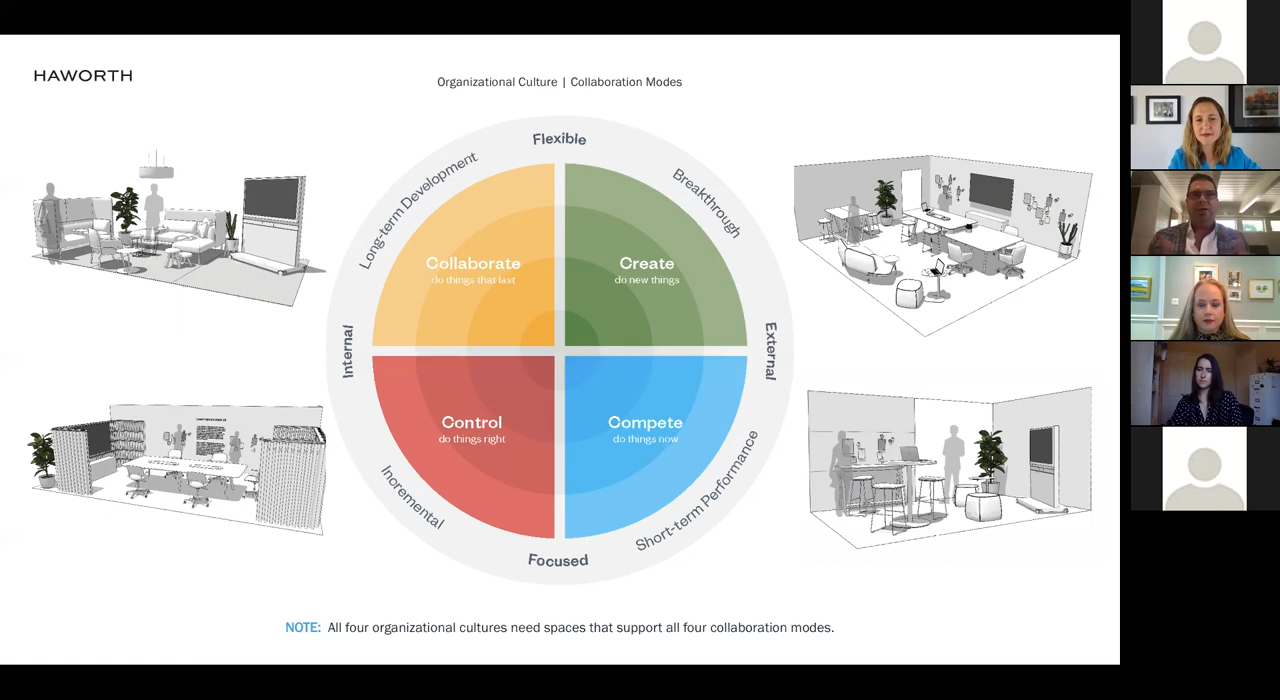 HAWORTH
Organizational Culture | Collaboration Modes
Flexible
Long-term Development
Breakthrough
Collaborate
do things that last
Create
do new things
Internal
External
Control
do things right
Compete
do things now
Incremental
Short-term Performance
Focused
NOTE: All four organizational cultures need spaces that support all four collaboration modes.